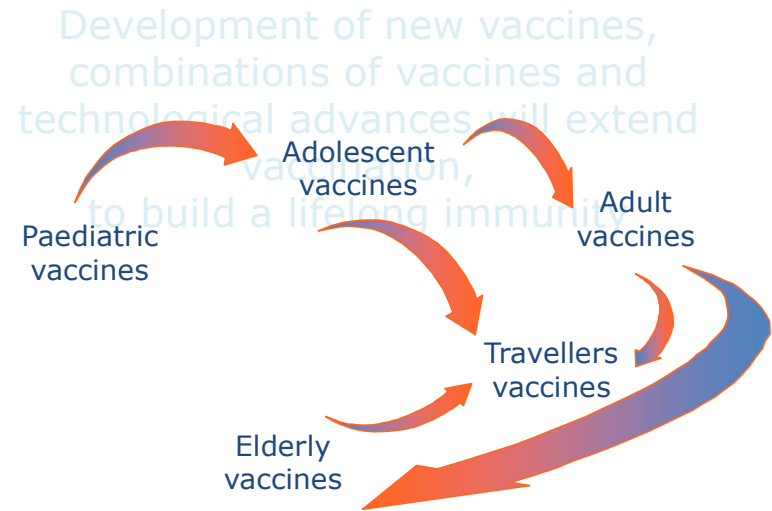 Development of new vaccines,
combinations of vaccines and
technological advances will extend
vaccination,
to build a lifelong immunity
Adolescent
vaccines
Adult
vaccines
Paediatric
vaccines
Travellers
vaccines
Elderly
vaccines